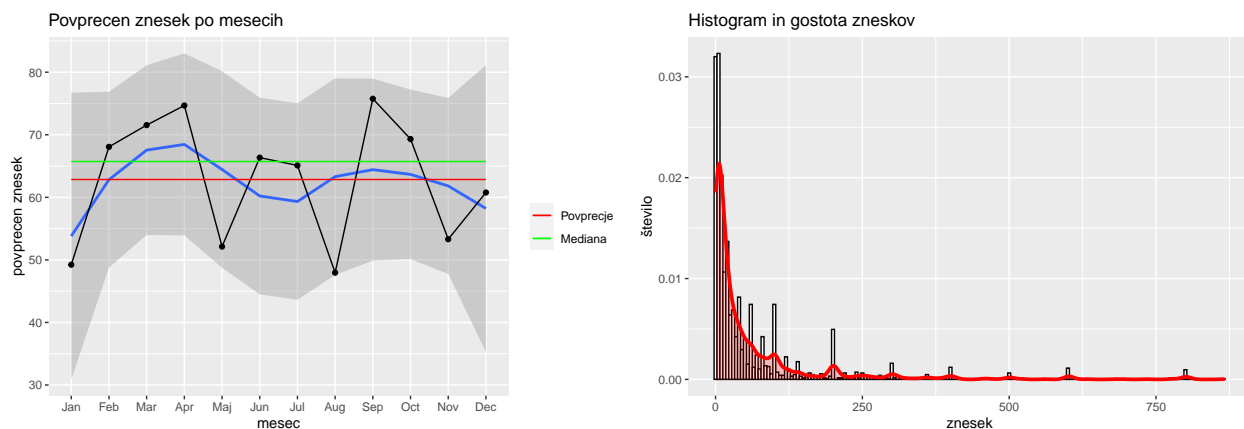 Povprecen znesek po mesecih
povprecen znesek
80
70
60
50
40
30
Jan Feb Mar Apr Maj Jun Jul Aug Sep Oct Nov Dec
mesec
Povprecje
Mediana
Histogram in gostota zneskov
število
0.03
0.02
0.01
0.00
0 250 500 750
znesek